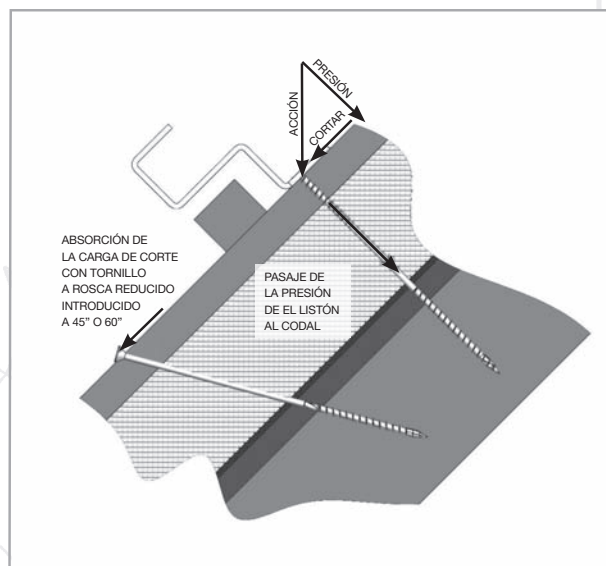 PRESIÓN
ACCIÓN
CORTAR
ABSORCIÓN DE
LA CARGA DE CORTE
CON TORNILLO
A ROSCA REDUCIDO
INTRODUCIDO
A 45° O 60°
PASAJE DE
LA PRESIÓN
DE EL LISTÓN
AL CODAL